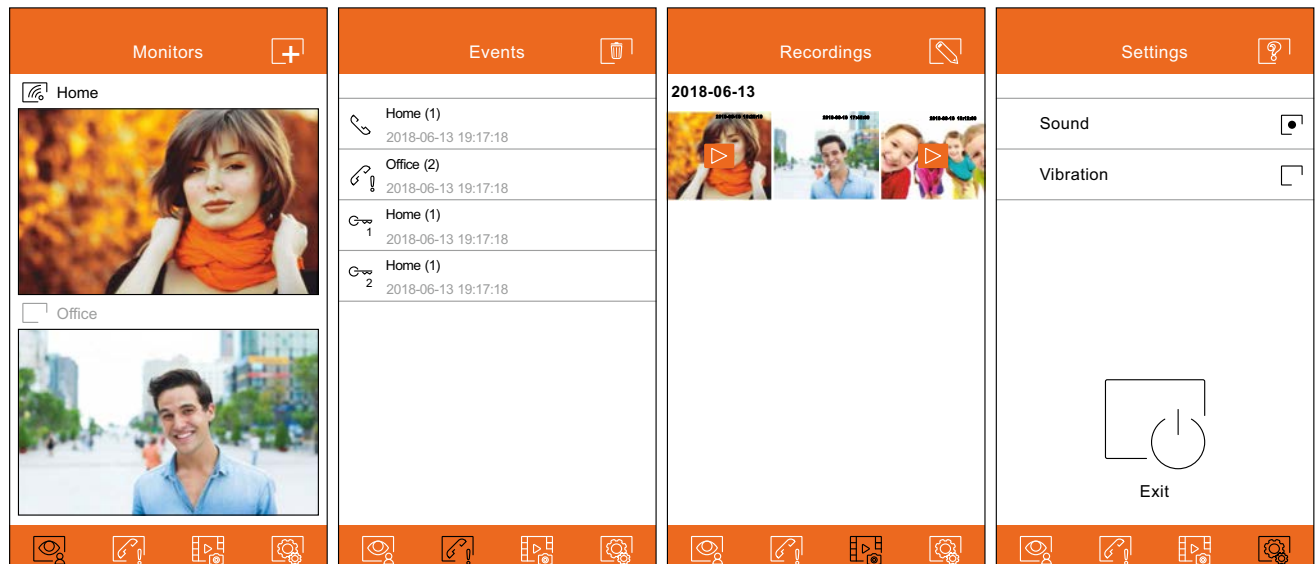 Monitors
Home
Office
Events
Home (1)
2018-06-13 19:17:18
Office (2)
2018-06-13 19:17:18
1
Home (1)
2018-06-13 19:17:18
2
Home (1)
2018-06-13 19:17:18
Recordings
2018-06-13
Settings
Sound
Vibration
Exit